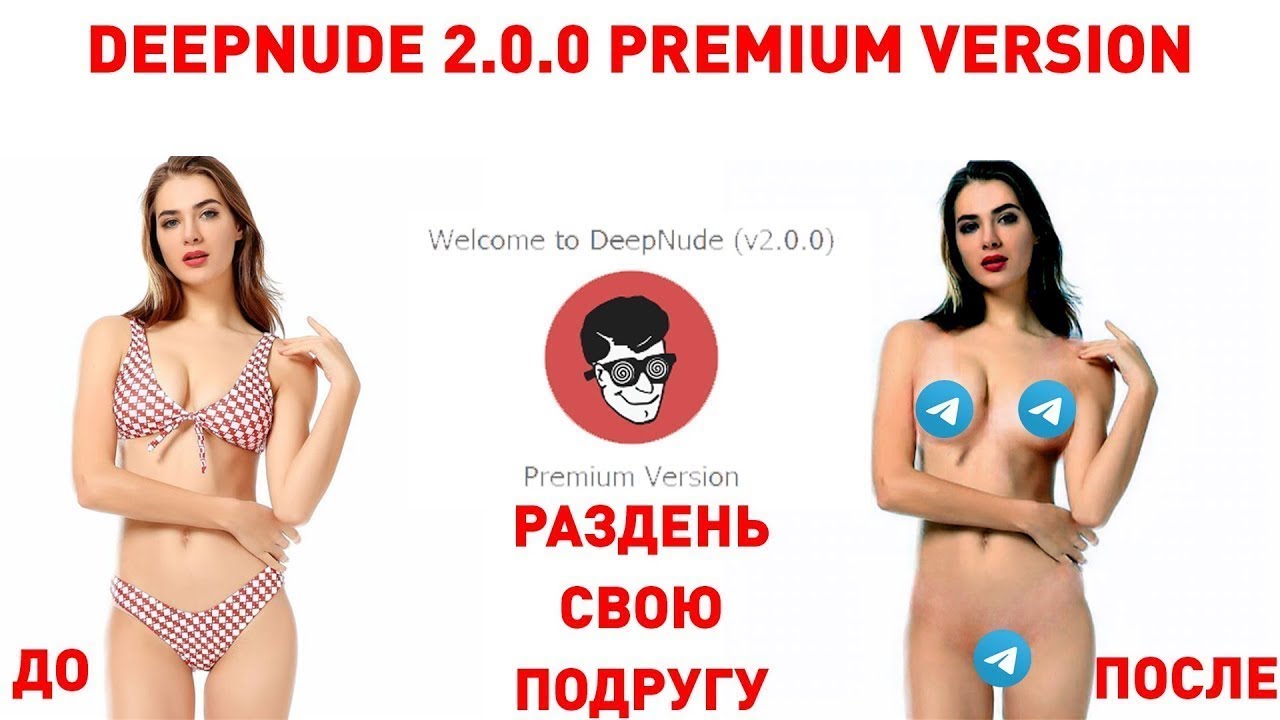 DEEPNUDE 2.0.0 PREMIUM VERSION
Welcome to DeepNude (v2.0.0)
Premium Version
РАЗДЕНЬ
СВОЮ
ПОДРУГУ
ДО
ПОСЛЕ